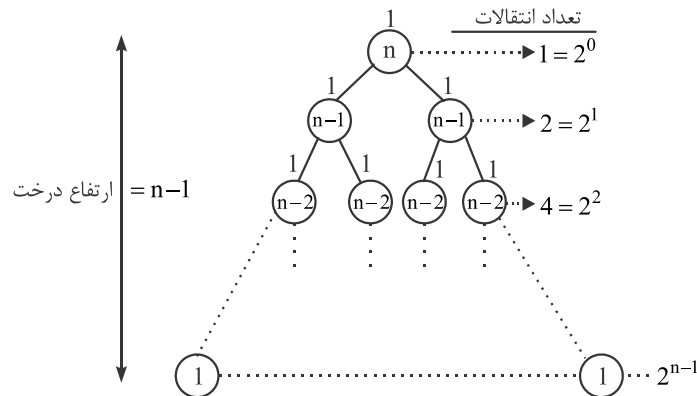 تعداد انتقالات
1
n
1 = 2^0
1 1
n−1 n−1
2 = 2^1
1 1 1 1
ارتفاع درخت = n−1
n−2 n−2 n−2 n−2
4 = 2^2
1 1
2^{n-1}